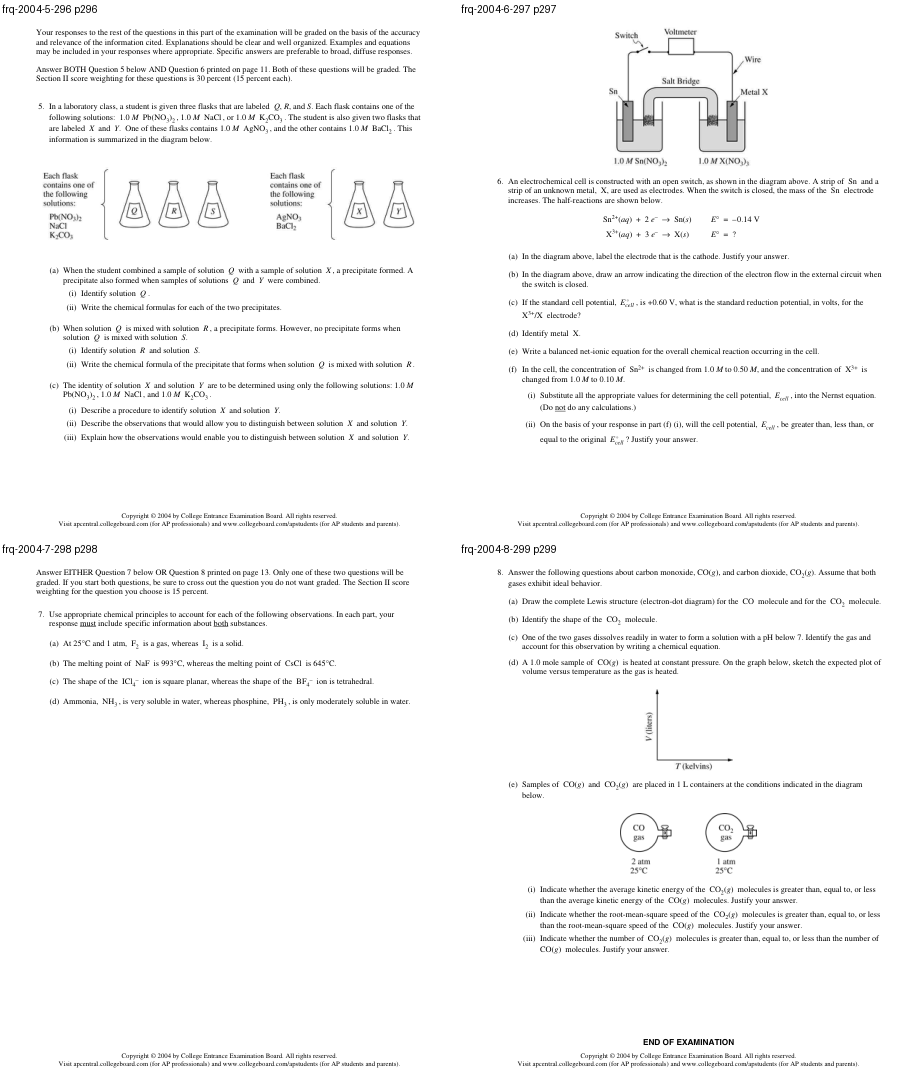 frq-2004-5-296 p296
Your responses to the rest of the questions in this part of the examination will be graded on the basis of the accuracy
and relevance of the information cited. Explanations should be clear and well organized. Examples and equations
may be included in your responses where appropriate. Specific answers are preferable to broad, diffuse responses.
Answer BOTH Question 5 below AND Question 6 printed on page 11. Both of these questions will be graded. The
Section II score weighting for these questions is 30 percent (15 percent each).
5. In a laboratory class, a student is given three flasks that are labeled Q, R, and S. Each flask contains one of the
following solutions: 1.0 M Pb(NO₃)₂, 1.0 M NaCl, or 1.0 M K₂CO₃. The student is also given two flasks that
are labeled X and Y. One of these flasks contains 1.0 M AgNO₃, and the other contains 1.0 M BaCl₂. This
information is summarized in the diagram below.
Each flask
contains one of
the following
solutions:
Pb(NO₃)₂
NaCl
K₂CO₃
Q R S
Each flask
contains one of
the following
solutions:
AgNO₃
BaCl₂
X Y
(a) When the student combined a sample of solution Q with a sample of solution X, a precipitate formed. A
precipitate also formed when samples of solutions Q and Y were combined.
(i) Identify solution Q.
(ii) Write the chemical formulas for each of the two precipitates.
(b) When solution Q is mixed with solution R, a precipitate forms. However, no precipitate forms when
solution Q is mixed with solution S.
(i) Identify solution R and solution S.
(ii) Write the chemical formula of the precipitate that forms when solution Q is mixed with solution R.
(c) The identity of solution X and solution Y are to be determined using only the following solutions: 1.0 M
Pb(NO₃)₂, 1.0 M NaCl, and 1.0 M K₂CO₃.
(i) Describe a procedure to identify solution X and solution Y.
(ii) Describe the observations that would allow you to distinguish between solution X and solution Y.
(iii) Explain how the observations would enable you to distinguish between solution X and solution Y.
Copyright © 2004 by College Entrance Examination Board. All rights reserved.
Visit apcentral.collegeboard.com (for AP professionals) and www.collegeboard.com/apstudents (for AP students and parents).
frq-2004-6-297 p297
Switch
Voltmeter
Wire
Salt Bridge
Sn
Metal X
1.0 M Sn(NO₃)₂
1.0 M X(NO₃)₃
6. An electrochemical cell is constructed with an open switch, as shown in the diagram above. A strip of Sn and a
strip of an unknown metal, X, are used as electrodes. When the switch is closed, the mass of the Sn electrode
increases. The half-reactions are shown below.
Sn²⁺(aq) + 2 e⁻ → Sn(s) E° = −0.14 V
X³⁺(aq) + 3 e⁻ → X(s) E° = ?
(a) In the diagram above, label the electrode that is the cathode. Justify your answer.
(b) In the diagram above, draw an arrow indicating the direction of the electron flow in the external circuit when
the switch is closed.
(c) If the standard cell potential, E°cell, is +0.60 V, what is the standard reduction potential, in volts, for the
X³⁺/X electrode?
(d) Identify metal X.
(e) Write a balanced net-ionic equation for the overall chemical reaction occurring in the cell.
(f) In the cell, the concentration of Sn²⁺ is changed from 1.0 M to 0.50 M, and the concentration of X³⁺ is
changed from 1.0 M to 0.10 M.
(i) Substitute all the appropriate values for determining the cell potential, Ecell, into the Nernst equation.
(Do not do any calculations.)
(ii) On the basis of your response in part (f) (i), will the cell potential, Ecell, be greater than, less than, or
equal to the original E°cell? Justify your answer.
Copyright © 2004 by College Entrance Examination Board. All rights reserved.
Visit apcentral.collegeboard.com (for AP professionals) and www.collegeboard.com/apstudents (for AP students and parents).
frq-2004-7-298 p298
Answer EITHER Question 7 below OR Question 8 printed on page 13. Only one of these two questions will be
graded. If you start both questions, be sure to cross out the question you do not want graded. The Section II score
weighting for the question you choose is 15 percent.
7. Use appropriate chemical principles to account for each of the following observations. In each part, your
response must include specific information about both substances.
(a) At 25°C and 1 atm, F₂ is a gas, whereas I₂ is a solid.
(b) The melting point of NaF is 993°C, whereas the melting point of CsCl is 645°C.
(c) The shape of the ICl₄⁻ ion is square planar, whereas the shape of the BF₄⁻ ion is tetrahedral.
(d) Ammonia, NH₃, is very soluble in water, whereas phosphine, PH₃, is only moderately soluble in water.
Copyright © 2004 by College Entrance Examination Board. All rights reserved.
Visit apcentral.collegeboard.com (for AP professionals) and www.collegeboard.com/apstudents (for AP students and parents).
frq-2004-8-299 p299
8. Answer the following questions about carbon monoxide, CO(g), and carbon dioxide, CO₂(g). Assume that both
gases exhibit ideal behavior.
(a) Draw the complete Lewis structure (electron-dot diagram) for the CO molecule and for the CO₂ molecule.
(b) Identify the shape of the CO₂ molecule.
(c) One of the two gases dissolves readily in water to form a solution with a pH below 7. Identify the gas and
account for this observation by writing a chemical equation.
(d) A 1.0 mole sample of CO(g) is heated at constant pressure. On the graph below, sketch the expected plot of
volume versus temperature as the gas is heated.
V (liters)
T (kelvins)
(e) Samples of CO(g) and CO₂(g) are placed in 1 L containers at the conditions indicated in the diagram
below.
CO
gas
2 atm
25°C
CO₂
gas
1 atm
25°C
(i) Indicate whether the average kinetic energy of the CO₂(g) molecules is greater than, equal to, or less
than the average kinetic energy of the CO(g) molecules. Justify your answer.
(ii) Indicate whether the root-mean-square speed of the CO₂(g) molecules is greater than, equal to, or less
than the root-mean-square speed of the CO(g) molecules. Justify your answer.
(iii) Indicate whether the number of CO₂(g) molecules is greater than, equal to, or less than the number of
CO(g) molecules. Justify your answer.
END OF EXAMINATION
Copyright © 2004 by College Entrance Examination Board. All rights reserved.
Visit apcentral.collegeboard.com (for AP professionals) and www.collegeboard.com/apstudents (for AP students and parents).